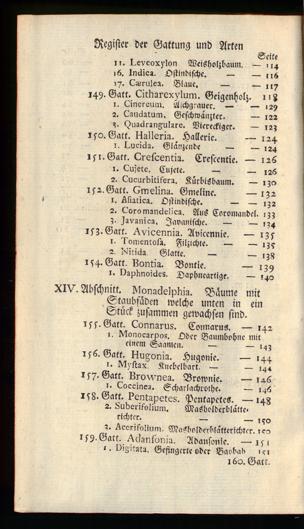 Register der Gattung und Arten
Seite
11. Levcoxylon Weisholzbaum. — 114
16. Indica. Ostindische. — — 116
17. Cærulea. Blaue, — — 117
149. Gatt. Citharexylum. Geigenholz. 118
1. Cinereum. Aschgrauer. — — 129
2. Caudatum. Geschwänzter. — 122
3. Quadrangulare. Viereckiger. — 123
150. Gatt. Halleria. Hallerie. — 124
1. Lucida. Glänzende — — 124
151. Gatt. Crescentia. Crescentie. — 126
1. Cujete. Cujete. — — 126
2. Cucurbitifera. Kürbisbaum. — 130
152. Gatt. Gmelina. Gmeline. — 132
1. Asiatica. Ostindische. — — 132
2. Coromandelica. Aus Coromandel. 133
3. Javanica. Javanische. — — 134
153. Gatt. Avicennia. Avicennie. — 135
1. Tomentosa. Filzichte. — — 135
2. Nitida. Glatte. — — 138
154. Gatt. Bontia. Bontie. — 139
1. Daphnoides. Daphneartige. — 140
XIV. Abschnitt. Monadelphia. Bäume mit
Staubfäden welche unten in ein
Stück zusammen gewachsen sind.
155. Gatt. Connarus. Connarus. — 142
1. Monocarpos. Oder Baumbohne mit
einem Saamen. — — 143
156. Gatt. Hugonia. Hugonie. — 144
1. Mystax. Knebelbart. — — 144
157. Gatt. Brownea. Brownie. — 146
1. Coccinea. Scharlachrothe. — 146
158. Gatt. Pentapetes. Pentapetes. — 148
2. Suberifolium. Masholderblätte-
richter. — — — 150
3. Acerifolium. Masholderblätterichter. 150
159. Gatt. Adansonia. Adansonie. — 151
1. Digitata. Gefingerte oder Baobab 151
160. Gatt.